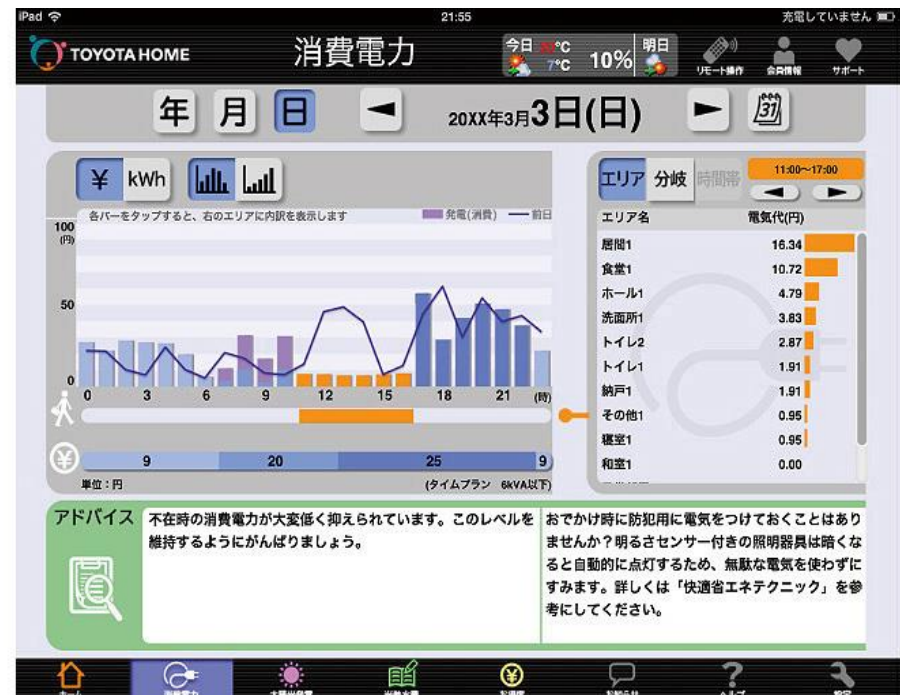 iPad
21:55
充電していません
TOYOTA HOME
消費電力
今日
°C
7°C
10%
明日
リモート操作
会員情報
サポート
年 月 日
20XX年3月3日(日)
31
¥ kWh
各バーをタップすると、右のエリアに内訳を表示します
発電(消費)
前日
100
(円)
50
0
0 3 6 9 12 15 18 21 (時)
9 20 25 9
単位：円
(タイムプラン 6kVA以下)
エリア 分岐 時間帯
11:00〜17:00
エリア名 電気代(円)
居間1 16.34
食堂1 10.72
ホール1 4.79
洗面所1 3.83
トイレ2 2.87
トイレ1 1.91
納戸1 1.91
その他1 0.95
寝室1 0.95
和室1 0.00
アドバイス
不在時の消費電力が大変低く抑えられています。このレベルを
維持するようにがんばりましょう。
おでかけ時に防犯用に電気をつけておくことはあり
ませんか？明るさセンサー付きの照明器具は暗くな
ると自動的に点灯するため、無駄な電気を使わずに
すみます。詳しくは「快適省エネテクニック」を参
考にしてください。